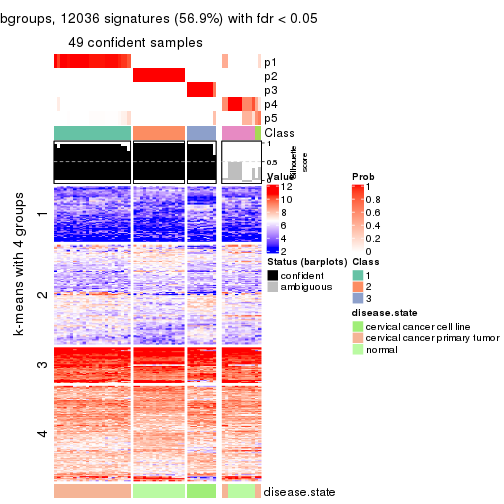 bgroups, 12036 signatures (56.9%) with fdr < 0.05
49 confident samples
p1
p2
p3
p4
p5
Class
1
0.5
0
Silhouette
score
k-means with 4 groups
1
2
3
4
disease.state
Value
12
10
8
6
4
2
Prob
1
0.8
0.6
0.4
0.2
0
Status (barplots)
confident
ambiguous
Class
1
2
3
disease.state
cervical cancer cell line
cervical cancer primary tumor
normal